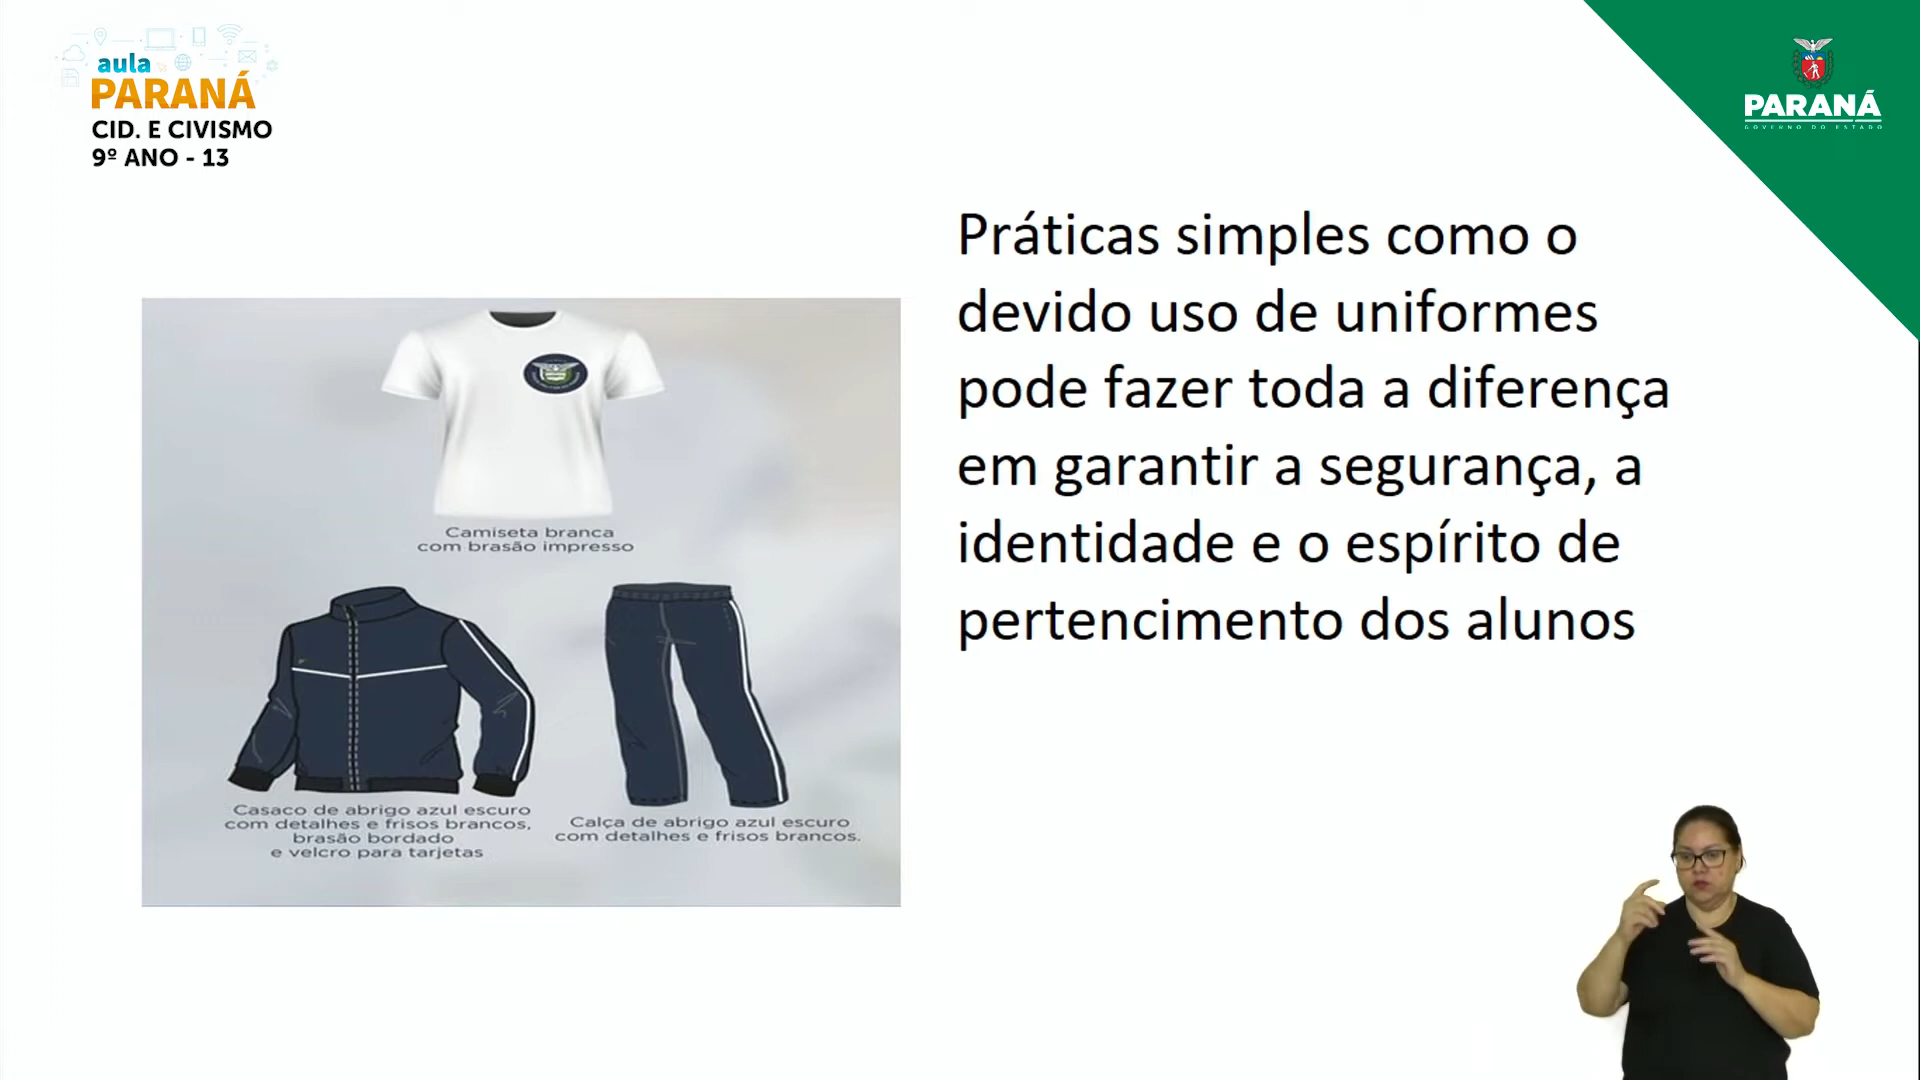 aula
PARANÁ
CID. E CIVISMO
9º ANO - 13
PARANÁ
GOVERNO DO ESTADO
Práticas simples como o
devido uso de uniformes
pode fazer toda a diferença
em garantir a segurança, a
identidade e o espírito de
pertencimento dos alunos
Camiseta branca
com brasão impresso
Casaco de abrigo azul escuro
com detalhes e frisos brancos,
brasão bordado
e velcro para tarjetas
Calça de abrigo azul escuro
com detalhes e frisos brancos.